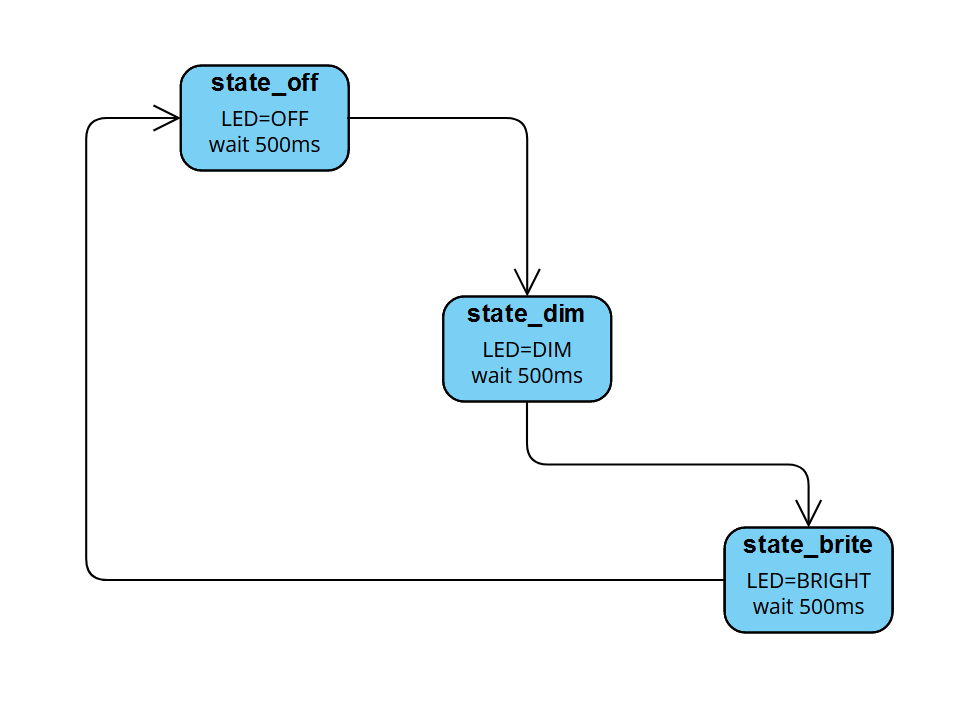 state_off
LED=OFF
wait 500ms
state_dim
LED=DIM
wait 500ms
state_brite
LED=BRIGHT
wait 500ms